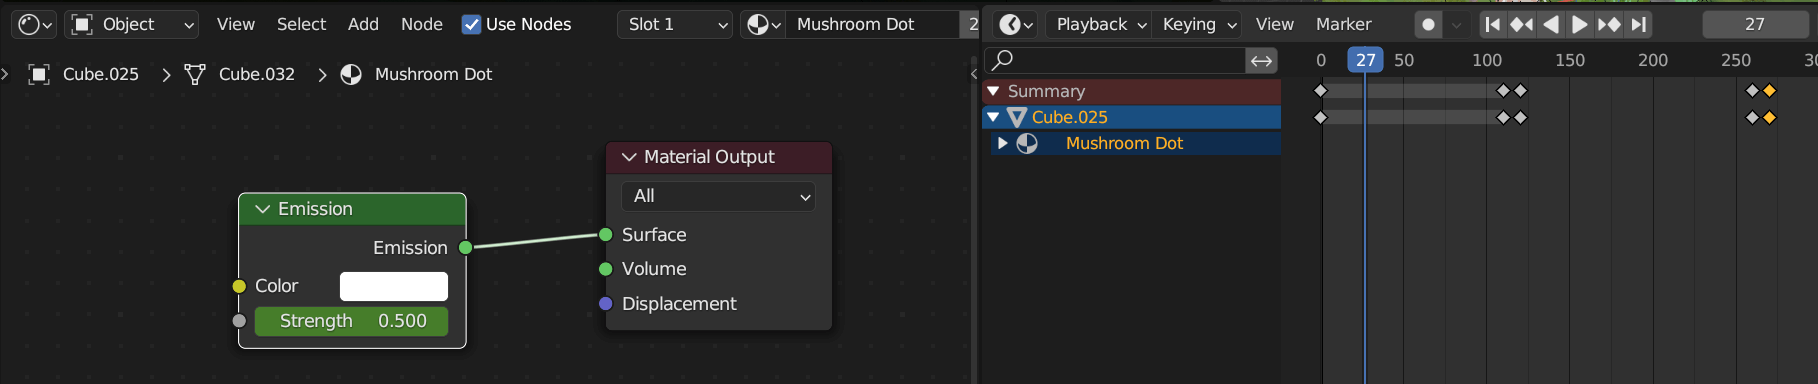 Object View Select Add Node Use Nodes Slot 1 Mushroom Dot 2
Cube.025 > Cube.032 > Mushroom Dot
Material Output
All
Surface
Volume
Displacement
Emission
Emission
Color
Strength 0.500
Playback Keying View Marker 27
0 27 50 100 150 200 250 30
Summary
Cube.025
Mushroom Dot